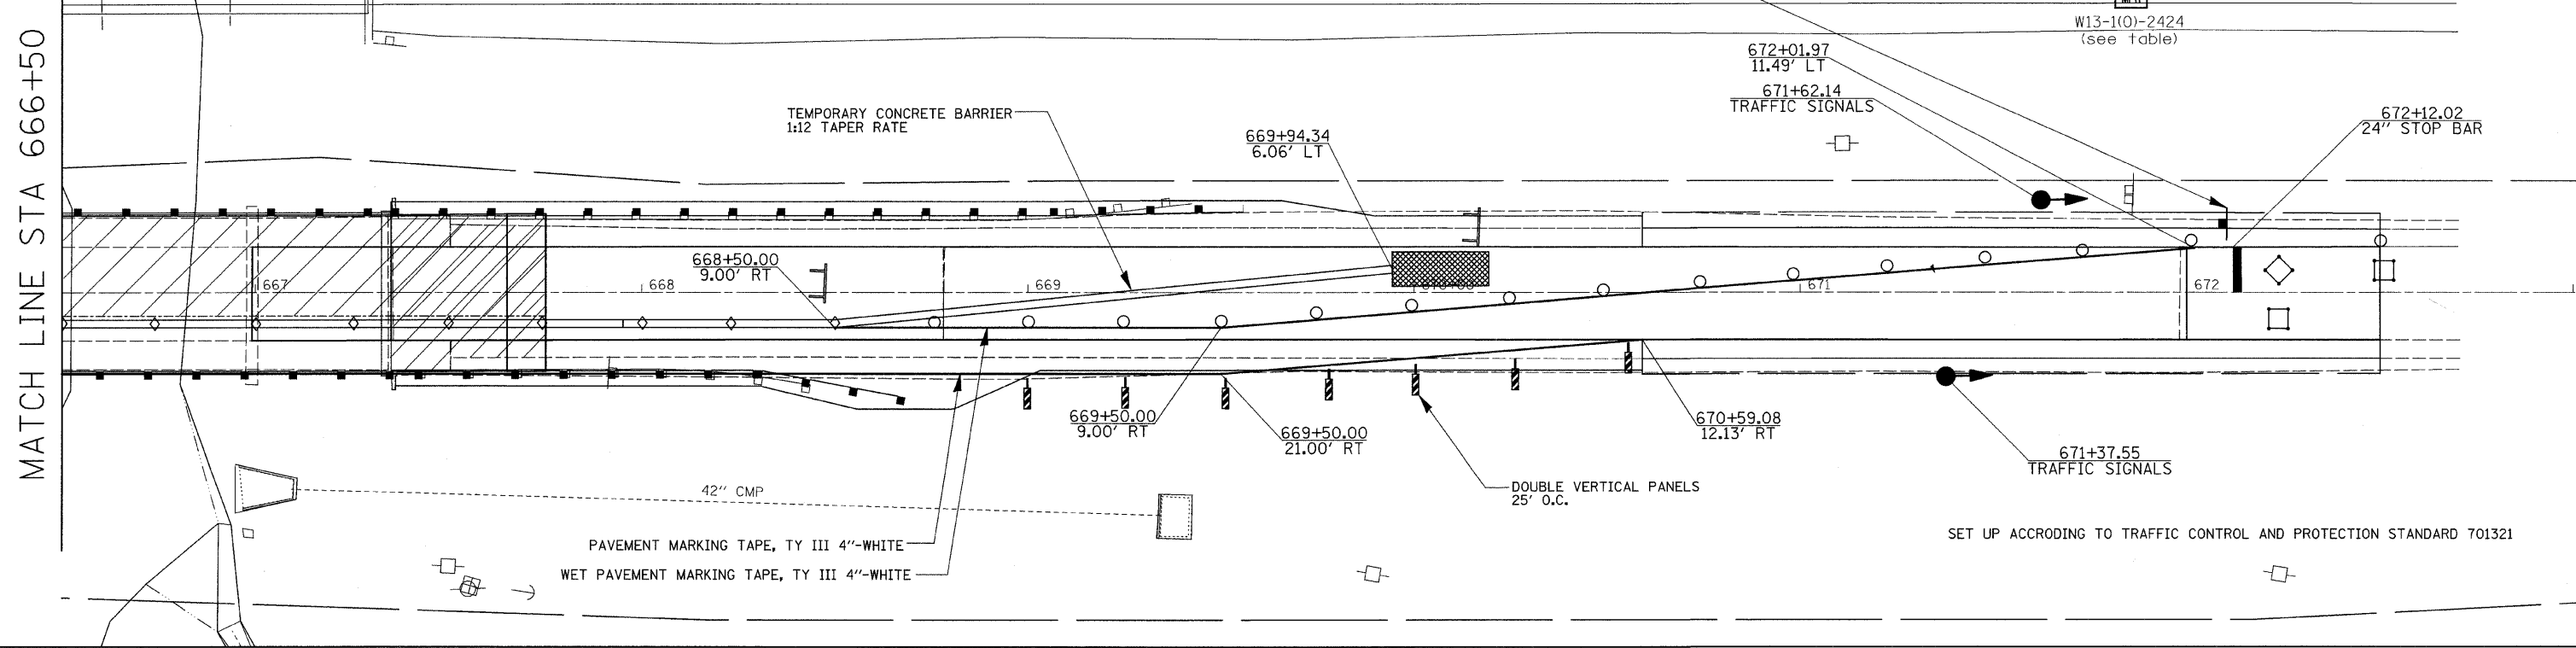 MATCH LINE STA 666+50
W13-1(O)-2424
(see table)
672+01.97
11.49' LT
671+62.14
TRAFFIC SIGNALS
TEMPORARY CONCRETE BARRIER
1:12 TAPER RATE
669+94.34
6.06' LT
672+12.02
24" STOP BAR
668+50.00
9.00' RT
667
668
669
671
672
669+50.00
9.00' RT
669+50.00
21.00' RT
670+59.08
12.13' RT
671+37.55
TRAFFIC SIGNALS
42" CMP
DOUBLE VERTICAL PANELS
25' O.C.
PAVEMENT MARKING TAPE, TY III 4"-WHITE
WET PAVEMENT MARKING TAPE, TY III 4"-WHITE
SET UP ACCRODING TO TRAFFIC CONTROL AND PROTECTION STANDARD 701321